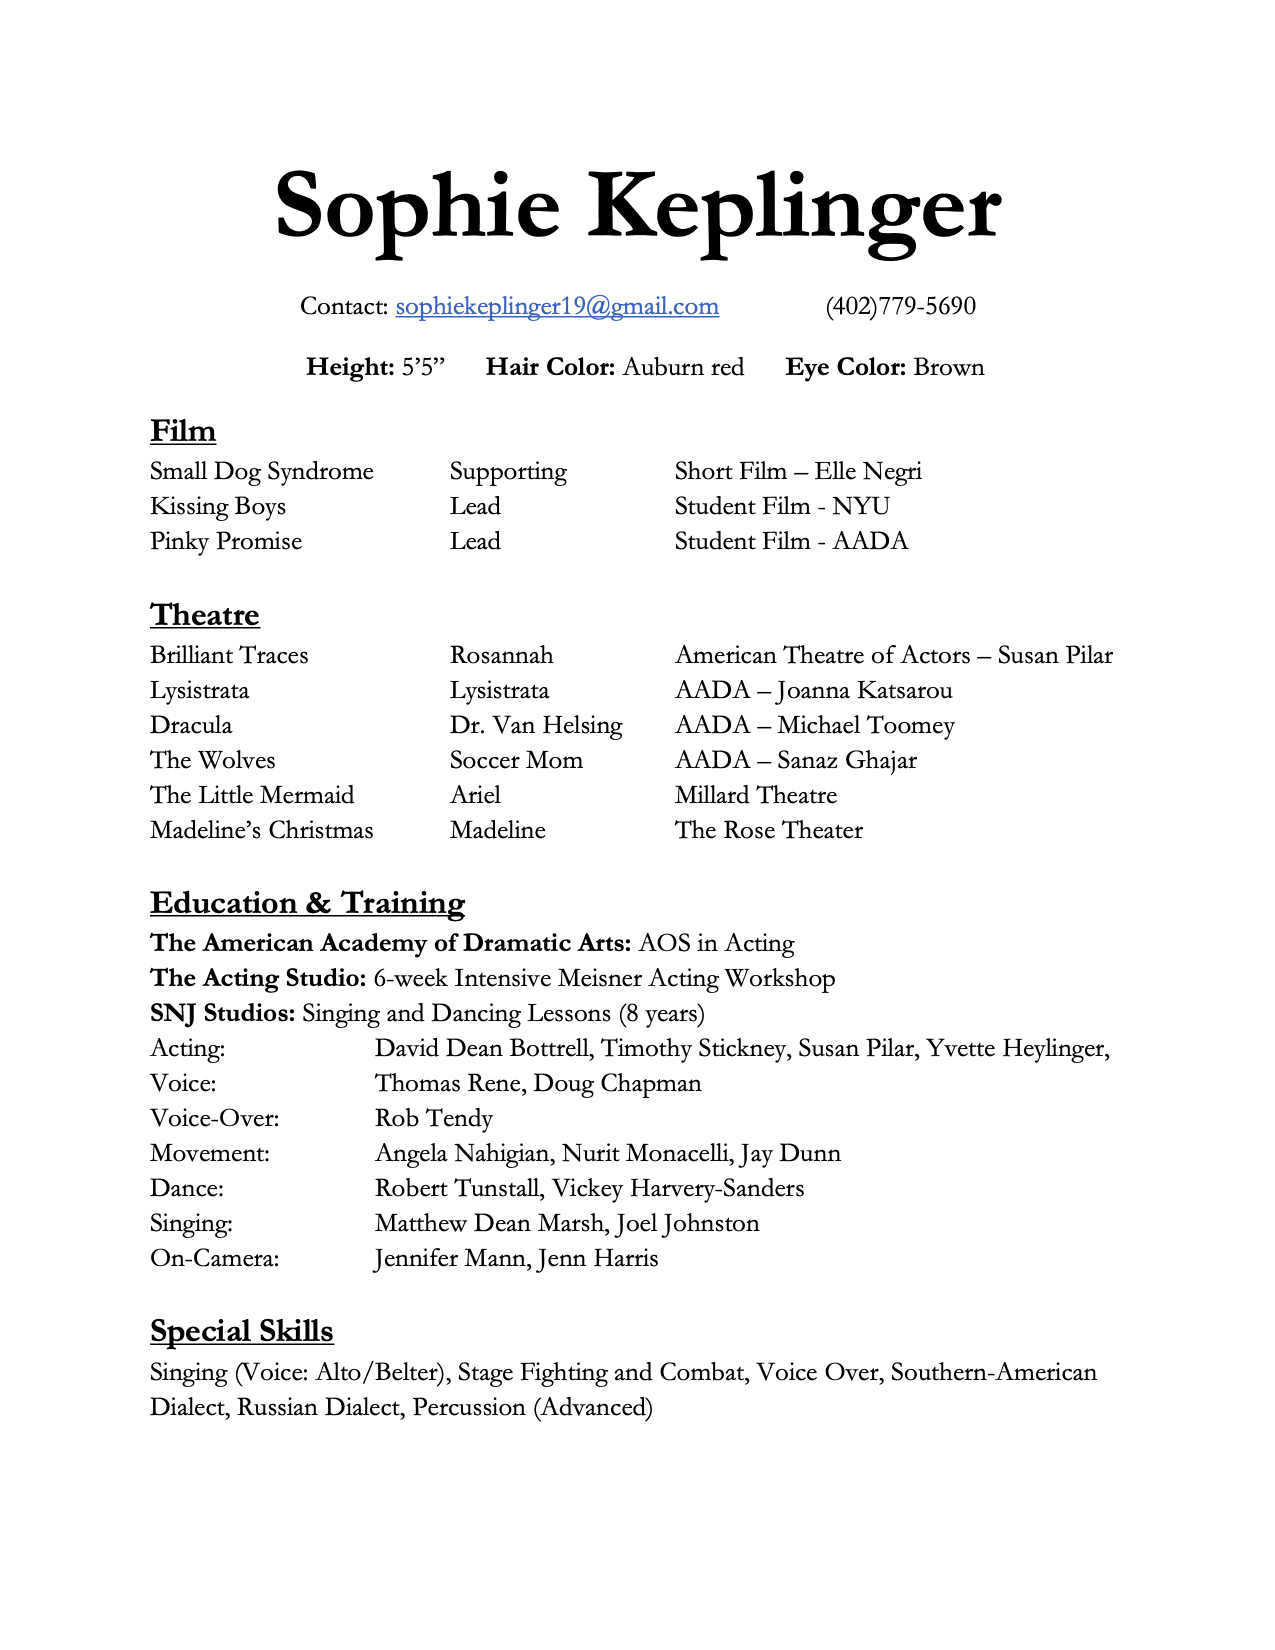 Sophie Keplinger
Contact: sophiekeplinger19@gmail.com (402)779-5690
Height: 5’5” Hair Color: Auburn red Eye Color: Brown
Film
Small Dog Syndrome Supporting Short Film – Elle Negri
Kissing Boys Lead Student Film - NYU
Pinky Promise Lead Student Film - AADA
Theatre
Brilliant Traces Rosannah American Theatre of Actors – Susan Pilar
Lysistrata Lysistrata AADA – Joanna Katsarou
Dracula Dr. Van Helsing AADA – Michael Toomey
The Wolves Soccer Mom AADA – Sanaz Ghajar
The Little Mermaid Ariel Millard Theatre
Madeline’s Christmas Madeline The Rose Theater
Education & Training
The American Academy of Dramatic Arts: AOS in Acting
The Acting Studio: 6-week Intensive Meisner Acting Workshop
SNJ Studios: Singing and Dancing Lessons (8 years)
Acting: David Dean Bottrell, Timothy Stickney, Susan Pilar, Yvette Heylinger,
Voice: Thomas Rene, Doug Chapman
Voice-Over: Rob Tendy
Movement: Angela Nahigian, Nurit Monacelli, Jay Dunn
Dance: Robert Tunstall, Vickey Harvery-Sanders
Singing: Matthew Dean Marsh, Joel Johnston
On-Camera: Jennifer Mann, Jenn Harris
Special Skills
Singing (Voice: Alto/Belter), Stage Fighting and Combat, Voice Over, Southern-American
Dialect, Russian Dialect, Percussion (Advanced)